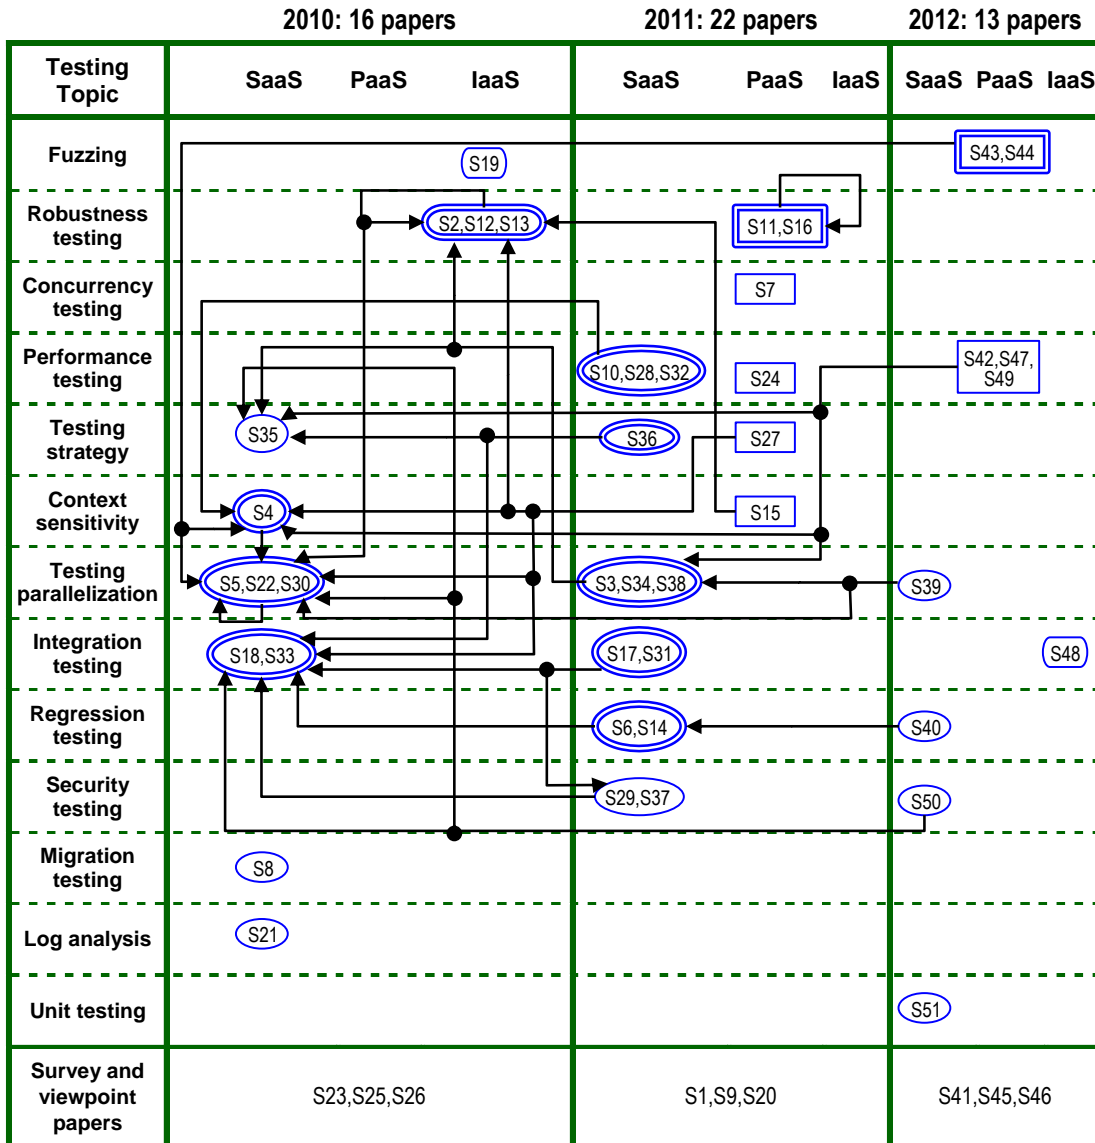 2010: 16 papers 2011: 22 papers 2012: 13 papers
Testing Topic SaaS PaaS IaaS SaaS PaaS IaaS SaaS PaaS IaaS
Fuzzing
S19
S43,S44
Robustness
testing
S2,S12,S13
S11,S16
Concurrency
testing
S7
Performance
testing
S10,S28,S32
S24
S42,S47,
S49
Testing
strategy
S35
S36
S27
Context
sensitivity
S4
S15
Testing
parallelization
S5,S22,S30
S3,S34,S38
S39
Integration
testing
S18,S33
S17,S31
S48
Regression
testing
S6,S14
S40
Security
testing
S29,S37
S50
Migration
testing
S8
Log analysis
S21
Unit testing
S51
Survey and
viewpoint
papers
S23,S25,S26
S1,S9,S20
S41,S45,S46